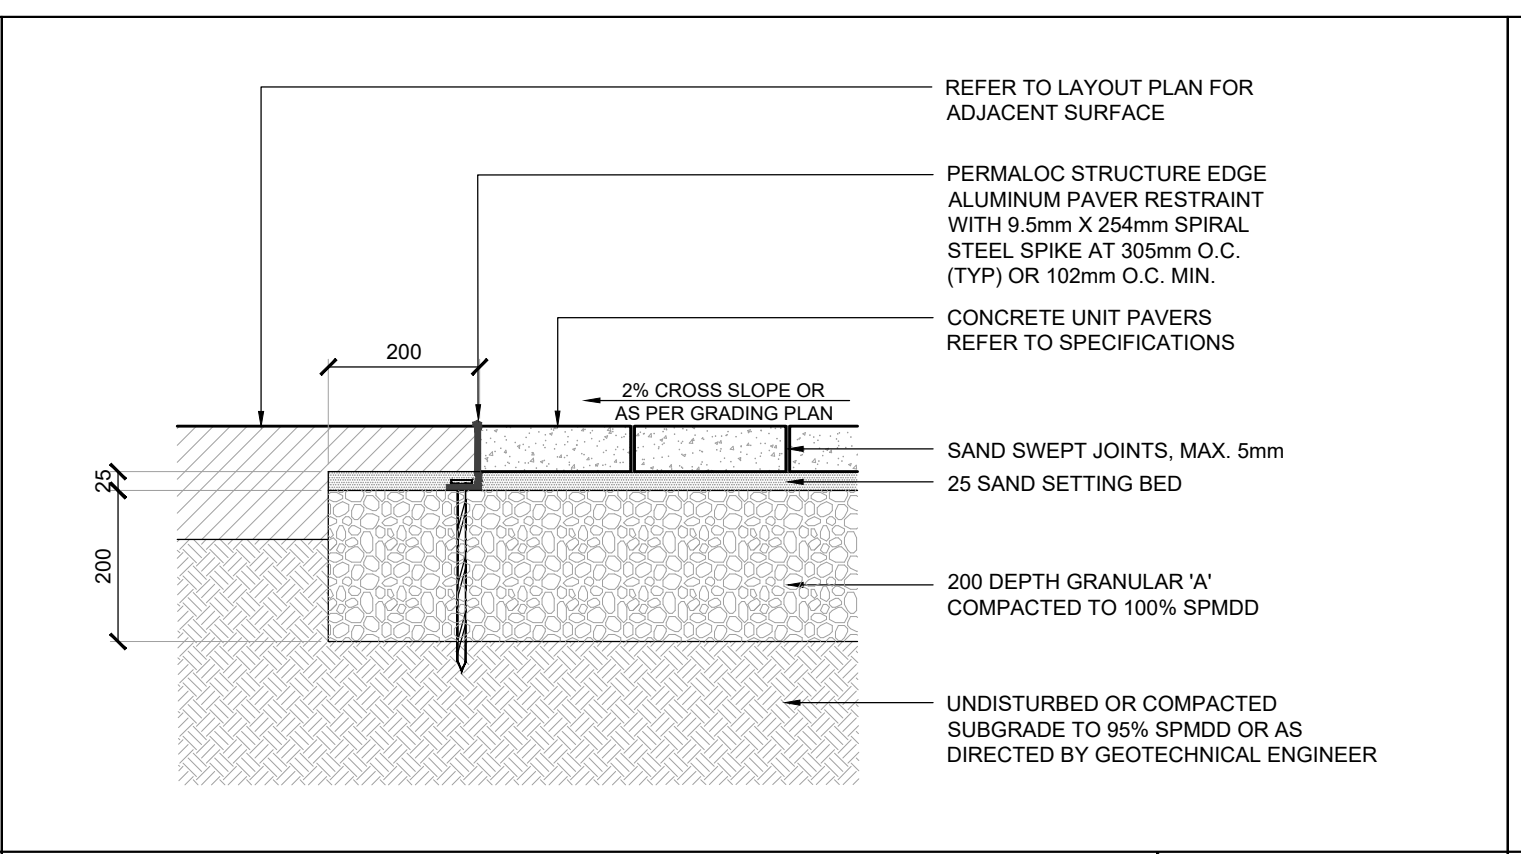 REFER TO LAYOUT PLAN FOR
ADJACENT SURFACE
PERMALOC STRUCTURE EDGE
ALUMINUM PAVER RESTRAINT
WITH 9.5mm X 254mm SPIRAL
STEEL SPIKE AT 305mm O.C.
(TYP) OR 102mm O.C. MIN.
CONCRETE UNIT PAVERS
REFER TO SPECIFICATIONS
200
2% CROSS SLOPE OR
AS PER GRADING PLAN
SAND SWEPT JOINTS, MAX. 5mm
25
25 SAND SETTING BED
200
200 DEPTH GRANULAR 'A'
COMPACTED TO 100% SPMDD
UNDISTURBED OR COMPACTED
SUBGRADE TO 95% SPMDD OR AS
DIRECTED BY GEOTECHNICAL ENGINEER